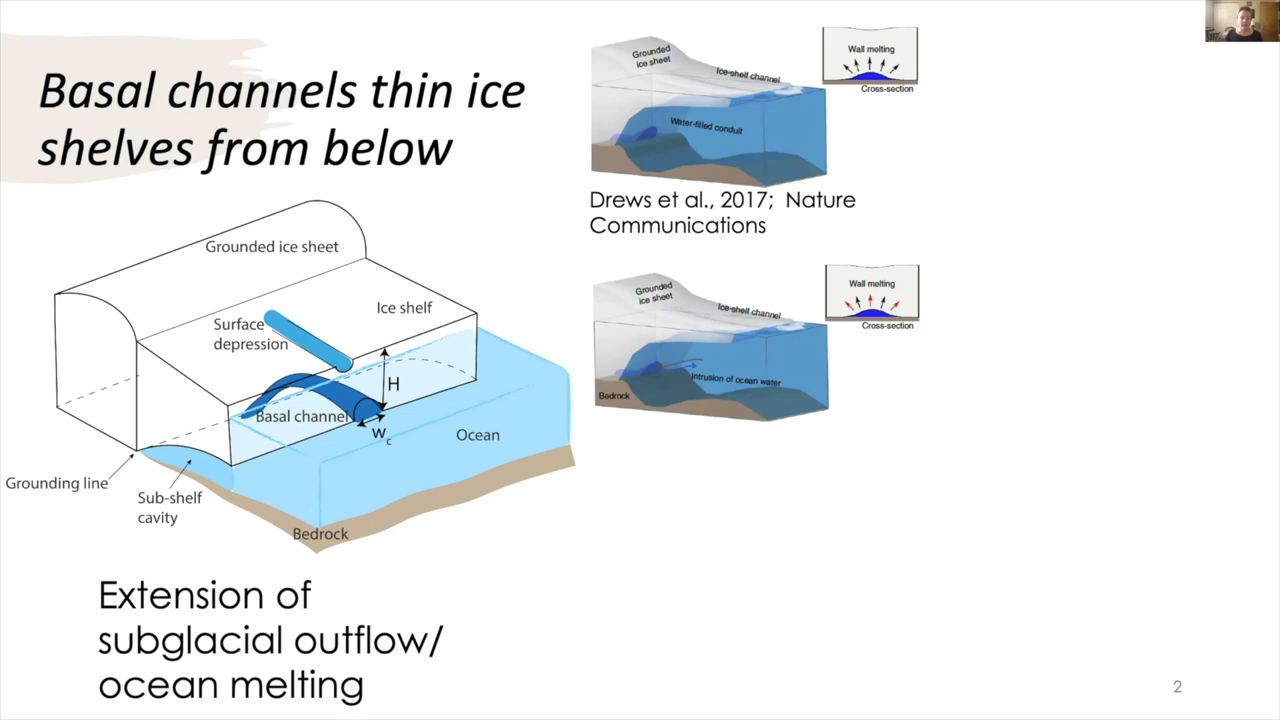 Basal channels thin ice
shelves from below
Grounded ice sheet
Ice shelf
Surface
depression
H
Basal channel
wc
Ocean
Grounding line
Sub-shelf
cavity
Bedrock
Extension of
subglacial outflow/
ocean melting
Grounded
ice sheet
Ice-shelf channel
Water-filled conduit
Wall melting
Cross-section
Drews et al., 2017; Nature
Communications
Grounded
ice sheet
Ice-shelf channel
Intrusion of ocean water
Bedrock
Wall melting
Cross-section
2